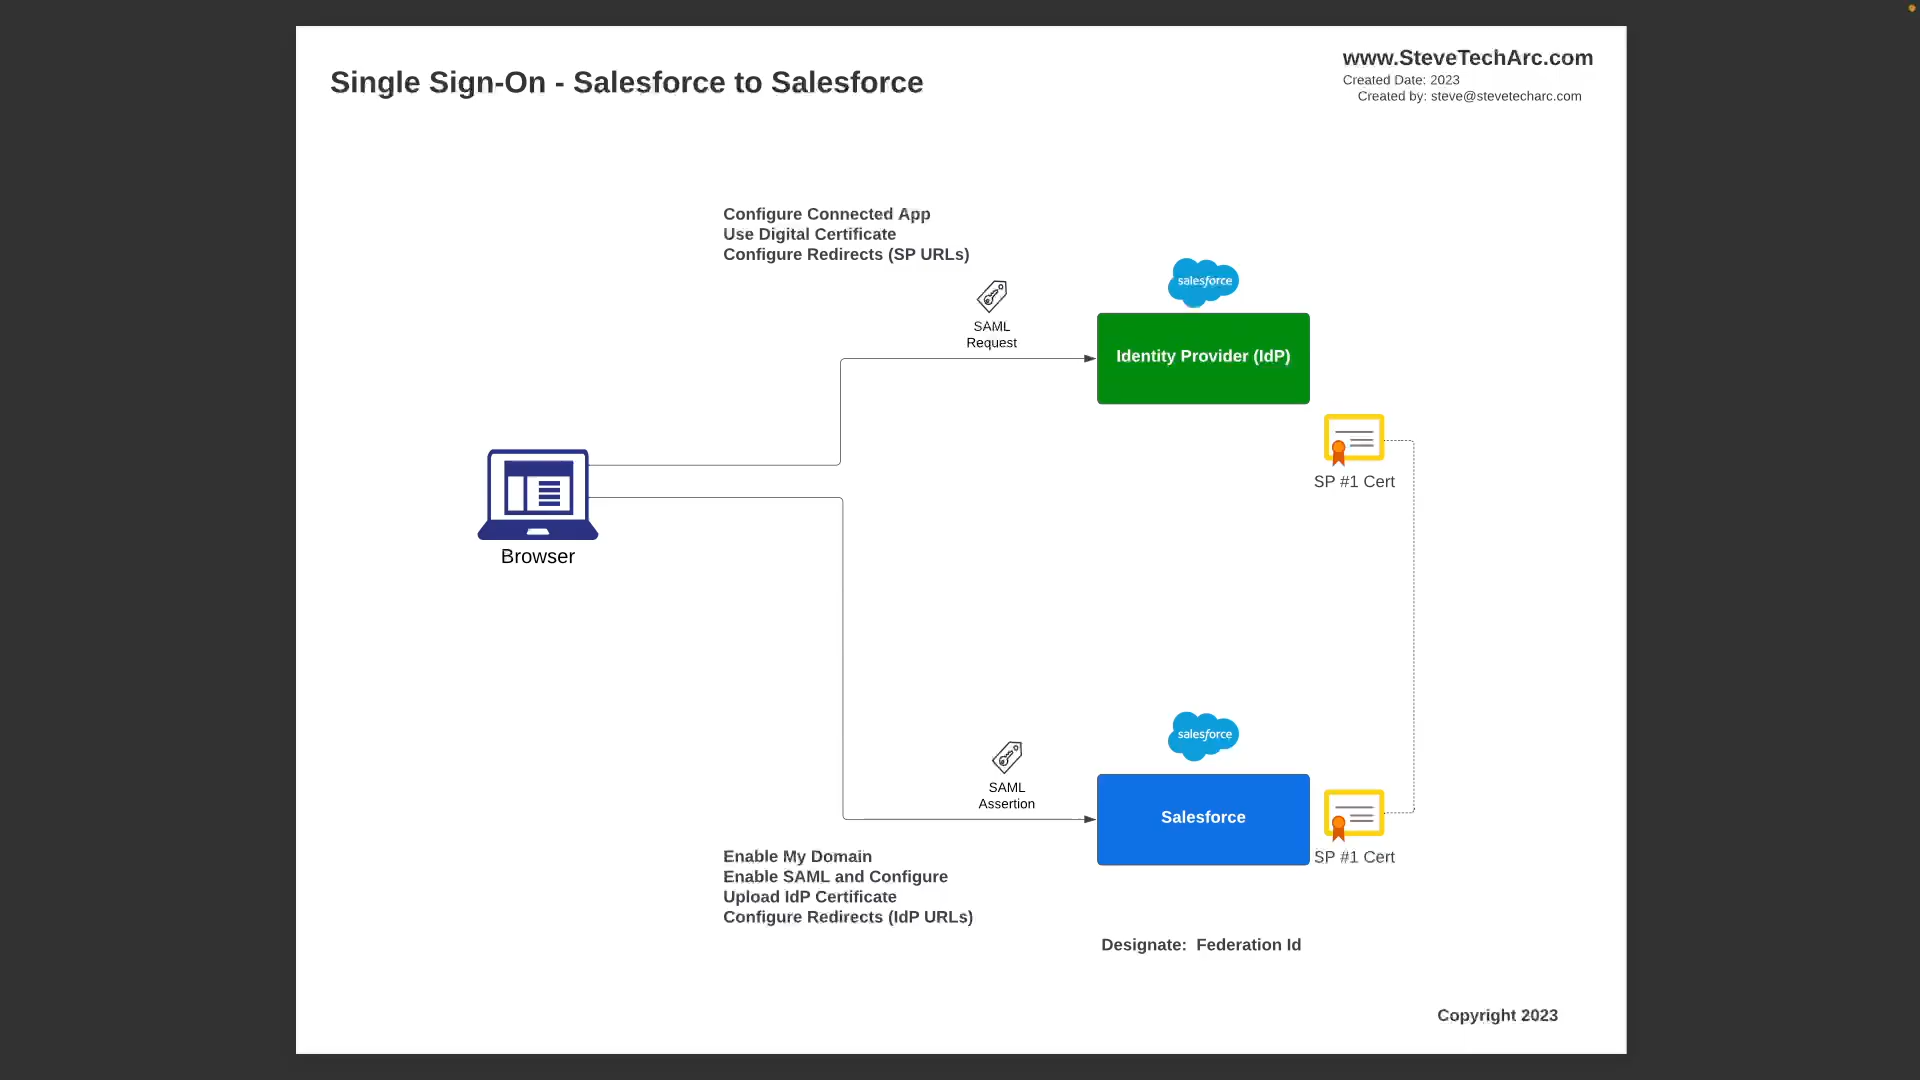 Single Sign-On - Salesforce to Salesforce
www.SteveTechArc.com
Created Date: 2023
Created by: steve@stevetecharc.com
Configure Connected App
Use Digital Certificate
Configure Redirects (SP URLs)
salesforce
SAML
Request
Identity Provider (IdP)
SP #1 Cert
Browser
salesforce
SAML
Assertion
Salesforce
SP #1 Cert
Enable My Domain
Enable SAML and Configure
Upload IdP Certificate
Configure Redirects (IdP URLs)
Designate:  Federation Id
Copyright 2023